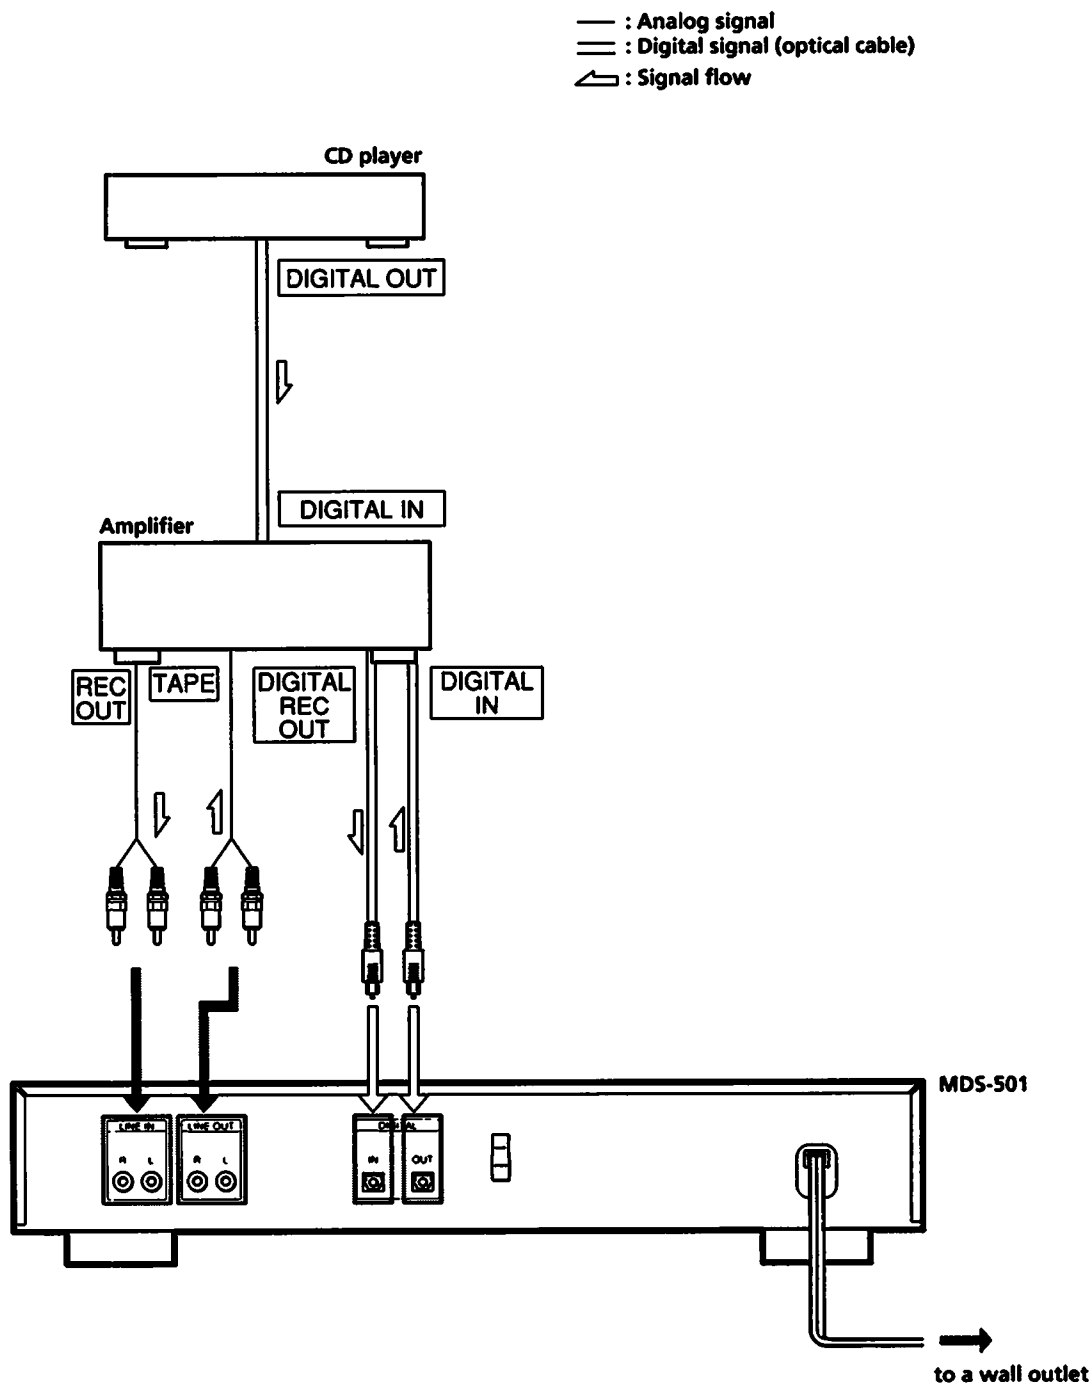 : Analog signal
: Digital signal (optical cable)
: Signal flow
CD player
DIGITAL OUT
DIGITAL IN
Amplifier
REC
OUT
TAPE
DIGITAL
REC
OUT
DIGITAL
IN
MDS-501
LINE IN
R L
LINE OUT
R L
DIGITAL
IN
OUT
to a wall outlet